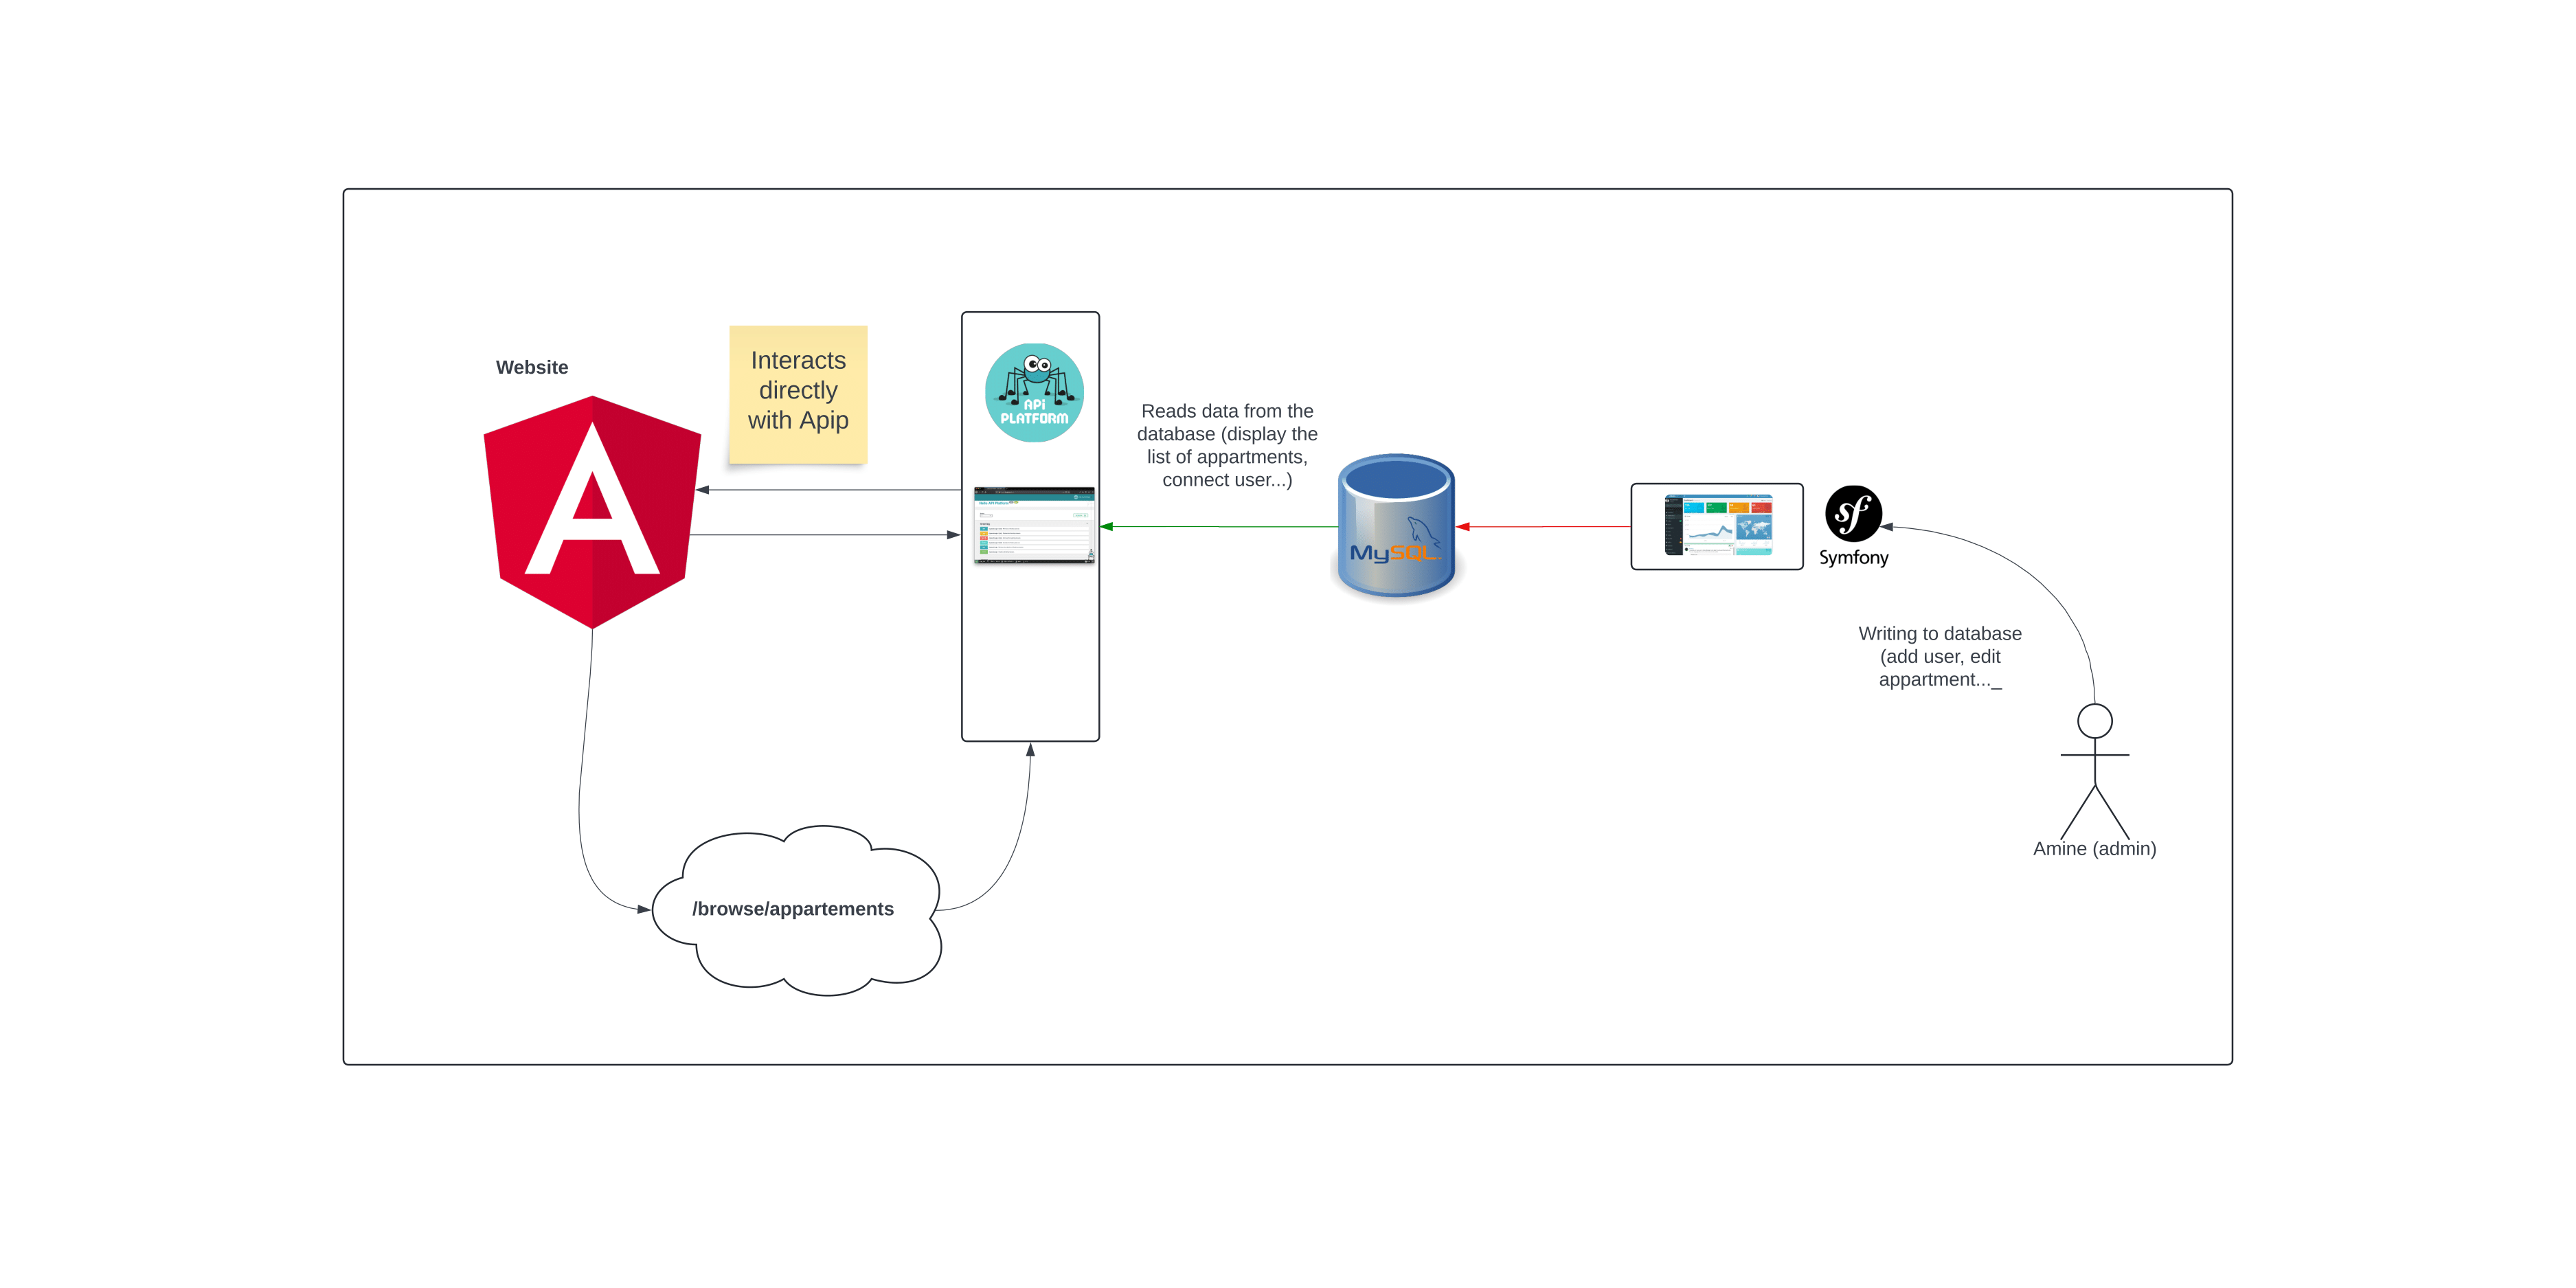 Website
Interacts
directly
with Apip
APi
PLATFORM
Reads data from the
database (display the
list of appartments,
connect user...)
MySQL
sf
Symfony
Writing to database
(add user, edit
appartment..._
Amine (admin)
/browse/appartements